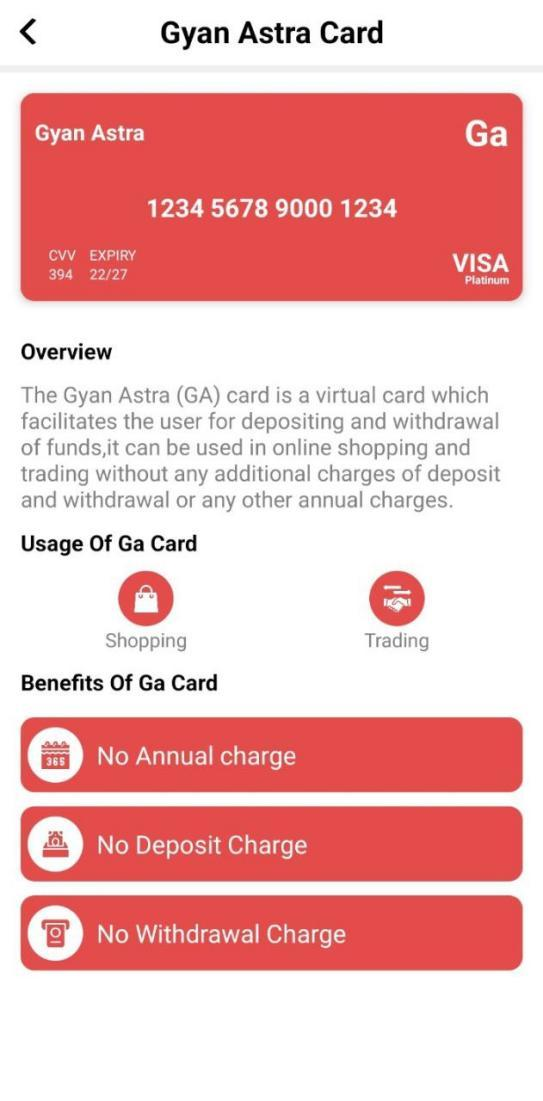 Gyan Astra Card
Gyan Astra
Ga
1234 5678 9000 1234
CVV EXPIRY
394 22/27
VISA
Platinum
Overview
The Gyan Astra (GA) card is a virtual card which
facilitates the user for depositing and withdrawal
of funds,it can be used in online shopping and
trading without any additional charges of deposit
and withdrawal or any other annual charges.
Usage Of Ga Card
Shopping
Trading
Benefits Of Ga Card
365
No Annual charge
No Deposit Charge
No Withdrawal Charge